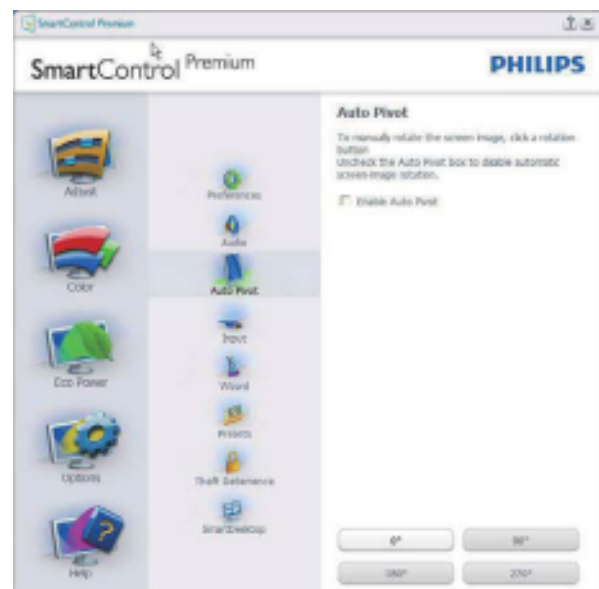 SmartControl Premium
SmartControl Premium
PHILIPS
Adjust
Color
Eco Power
Options
Help
Preferences
Audio
Auto Pivot
Input
Wizard
Presets
Theft Deterrence
SmartDesktop
Auto Pivot
To manually rotate the screen image, click a rotation
button
Uncheck the Auto Pivot box to disable automatic
screen-image rotation.
Enable Auto Pivot
0°
90°
180°
270°